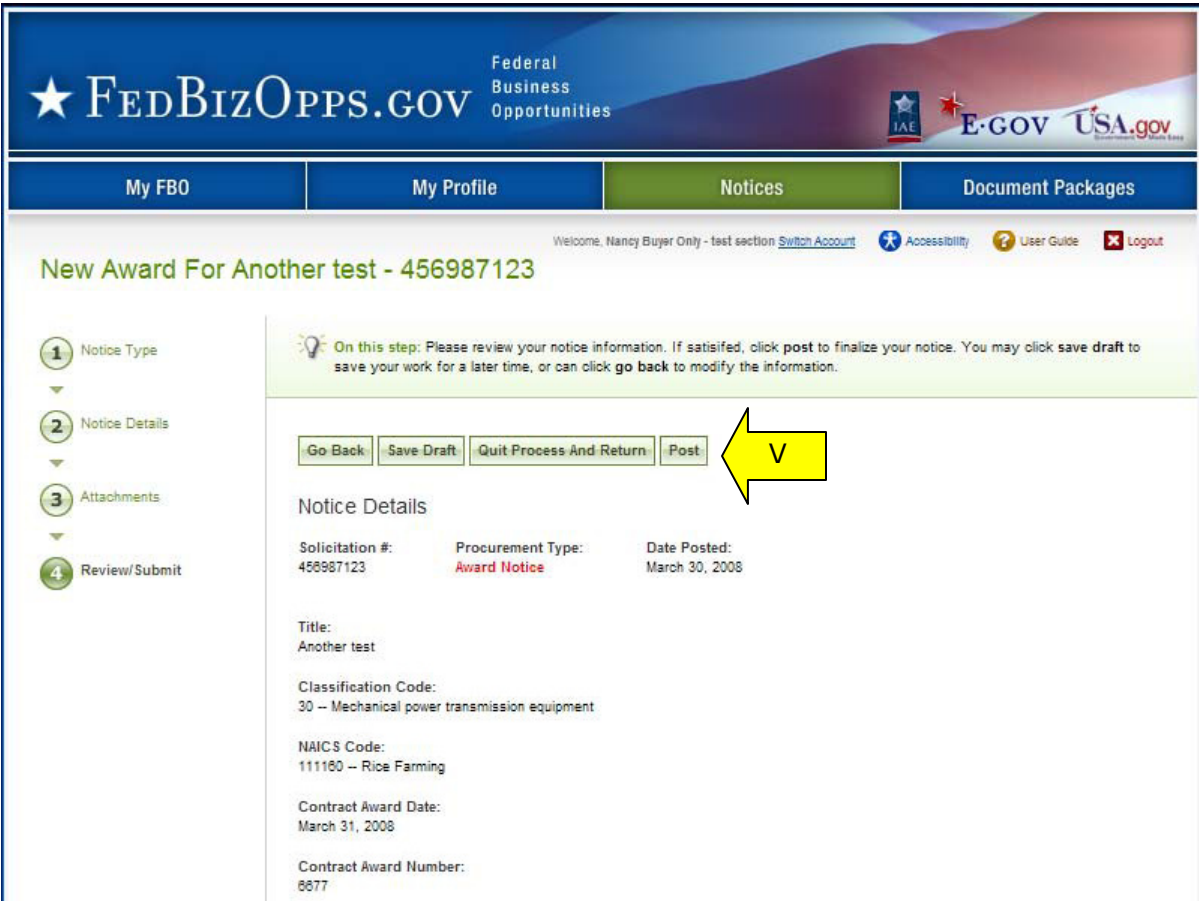 ★ FEDBIZOPPS.GOV
Federal
Business
Opportunities
IAE
E·GOV
USA.gov
Government Made Easy
My FBO
My Profile
Notices
Document Packages
Welcome, Nancy Buyer Only - test section Switch Account Accessibility User Guide Logout
New Award For Another test - 456987123
1 Notice Type
2 Notice Details
3 Attachments
4 Review/Submit
On this step: Please review your notice information. If satisifed, click post to finalize your notice. You may click save draft to
save your work for a later time, or can click go back to modify the information.
Go Back Save Draft Quit Process And Return Post V
Notice Details
Solicitation #: Procurement Type: Date Posted:
456987123 Award Notice March 30, 2008
Title:
Another test
Classification Code:
30 -- Mechanical power transmission equipment
NAICS Code:
111160 -- Rice Farming
Contract Award Date:
March 31, 2008
Contract Award Number:
6677